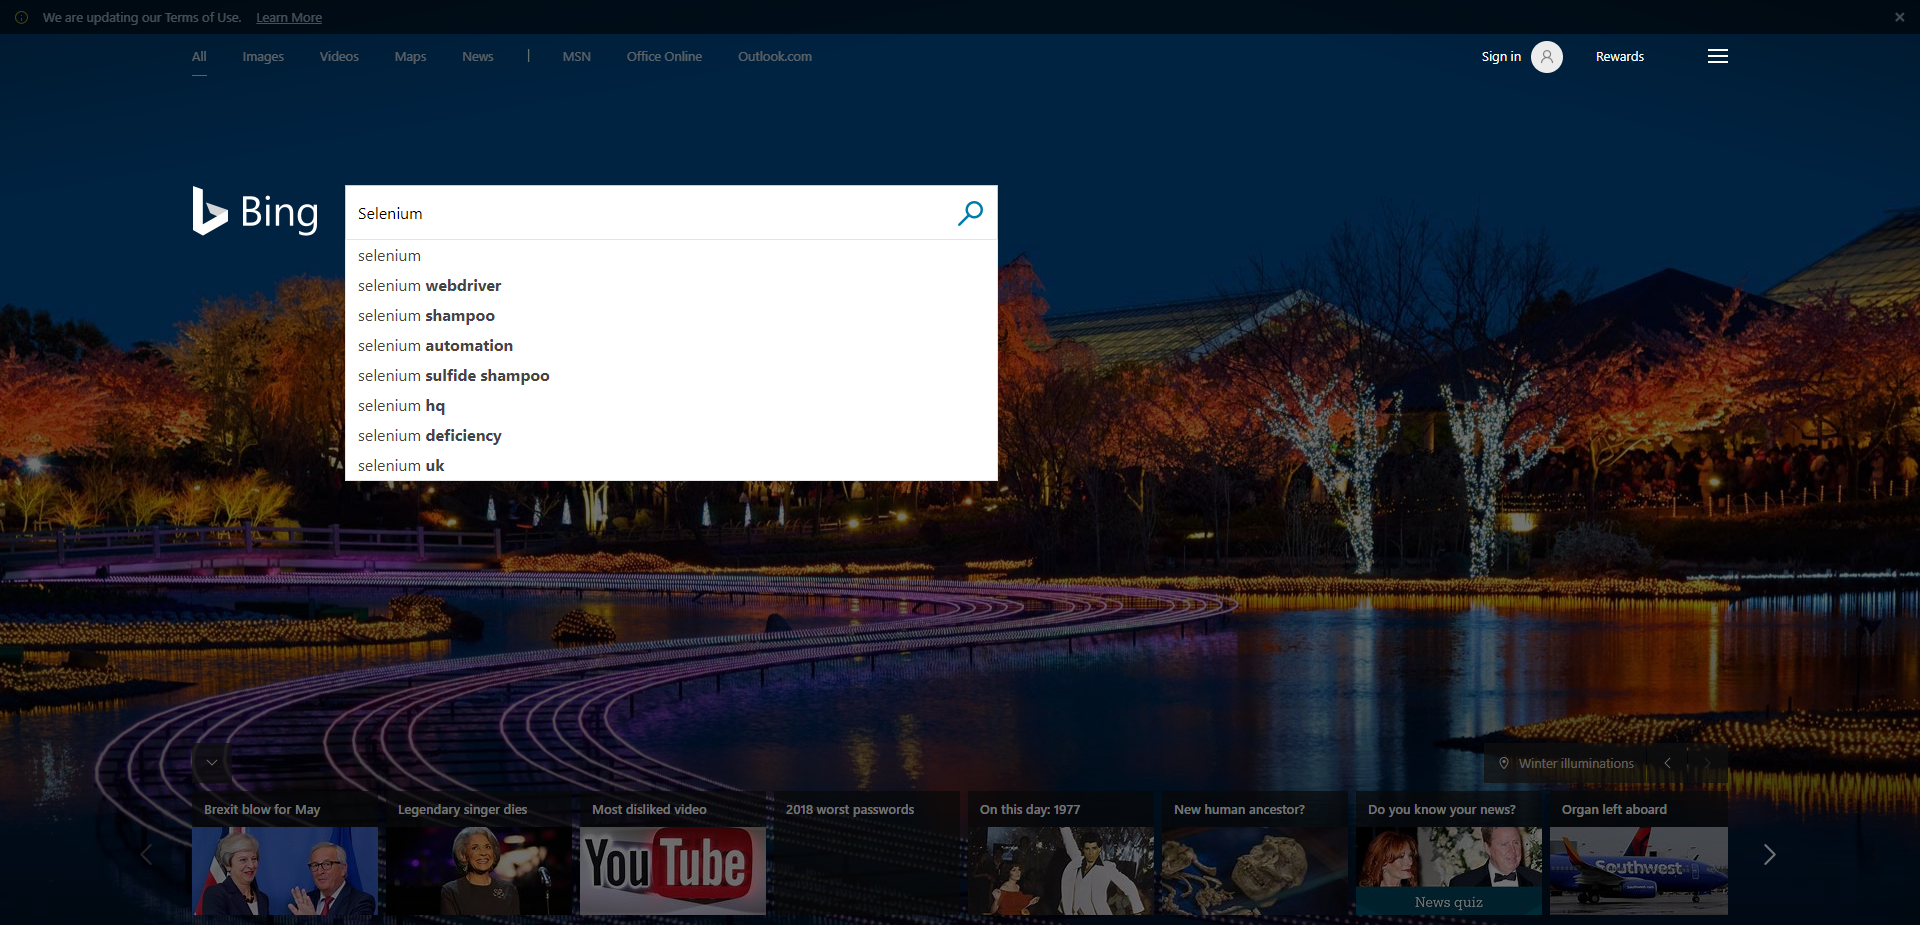 We are updating our Terms of Use. Learn More
All Images Videos Maps News | MSN Office Online Outlook.com Sign in Rewards
Bing
Selenium
selenium
selenium webdriver
selenium shampoo
selenium automation
selenium sulfide shampoo
selenium hq
selenium deficiency
selenium uk
Winter illuminations
Brexit blow for May
Legendary singer dies
Most disliked video
2018 worst passwords
On this day: 1977
New human ancestor?
Do you know your news?
Organ left aboard
YouTube
Southwest
News quiz